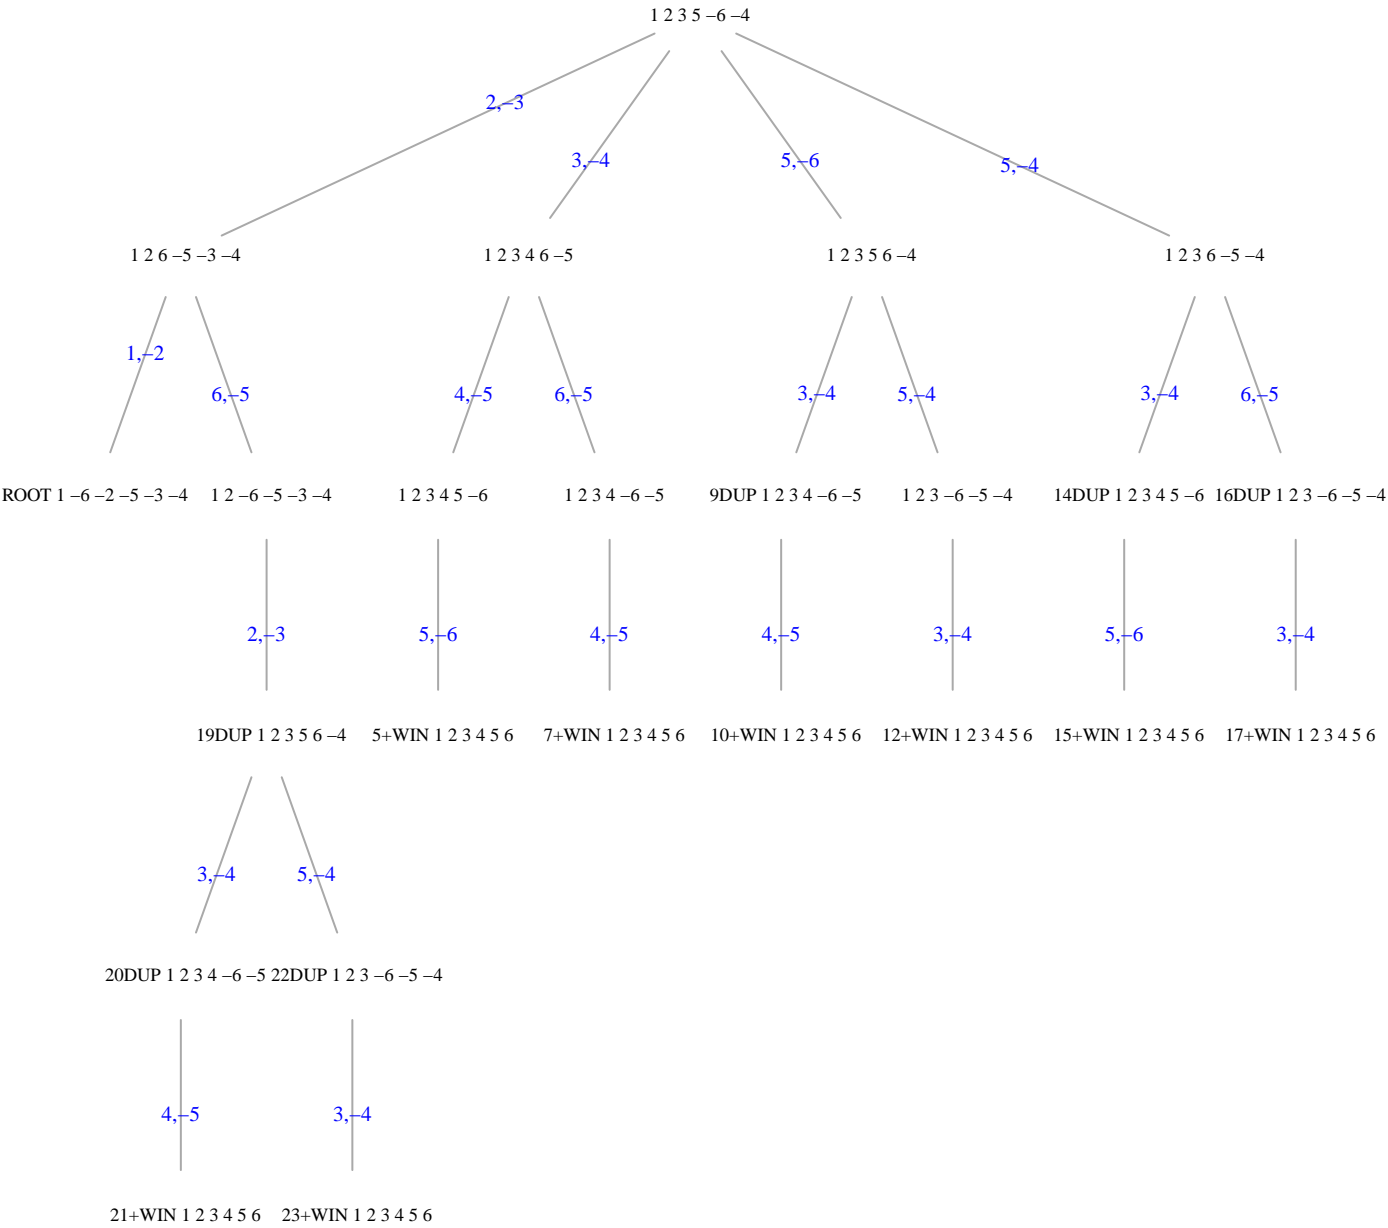 1 2 3 5 –6 –4
2,–3
3,–4
5,–6
5,–4
1 2 6 –5 –3 –4
1 2 3 4 6 –5
1 2 3 5 6 –4
1 2 3 6 –5 –4
1,–2
6,–5
4,–5
6,–5
3,–4
5,–4
3,–4
6,–5
ROOT 1 –6 –2 –5 –3 –4
1 2 –6 –5 –3 –4
1 2 3 4 5 –6
1 2 3 4 –6 –5
9DUP 1 2 3 4 –6 –5
1 2 3 –6 –5 –4
14DUP 1 2 3 4 5 –6
16DUP 1 2 3 –6 –5 –4
2,–3
5,–6
4,–5
4,–5
3,–4
5,–6
3,–4
19DUP 1 2 3 5 6 –4
5+WIN 1 2 3 4 5 6
7+WIN 1 2 3 4 5 6
10+WIN 1 2 3 4 5 6
12+WIN 1 2 3 4 5 6
15+WIN 1 2 3 4 5 6
17+WIN 1 2 3 4 5 6
3,–4
5,–4
20DUP 1 2 3 4 –6 –5
22DUP 1 2 3 –6 –5 –4
4,–5
3,–4
21+WIN 1 2 3 4 5 6
23+WIN 1 2 3 4 5 6